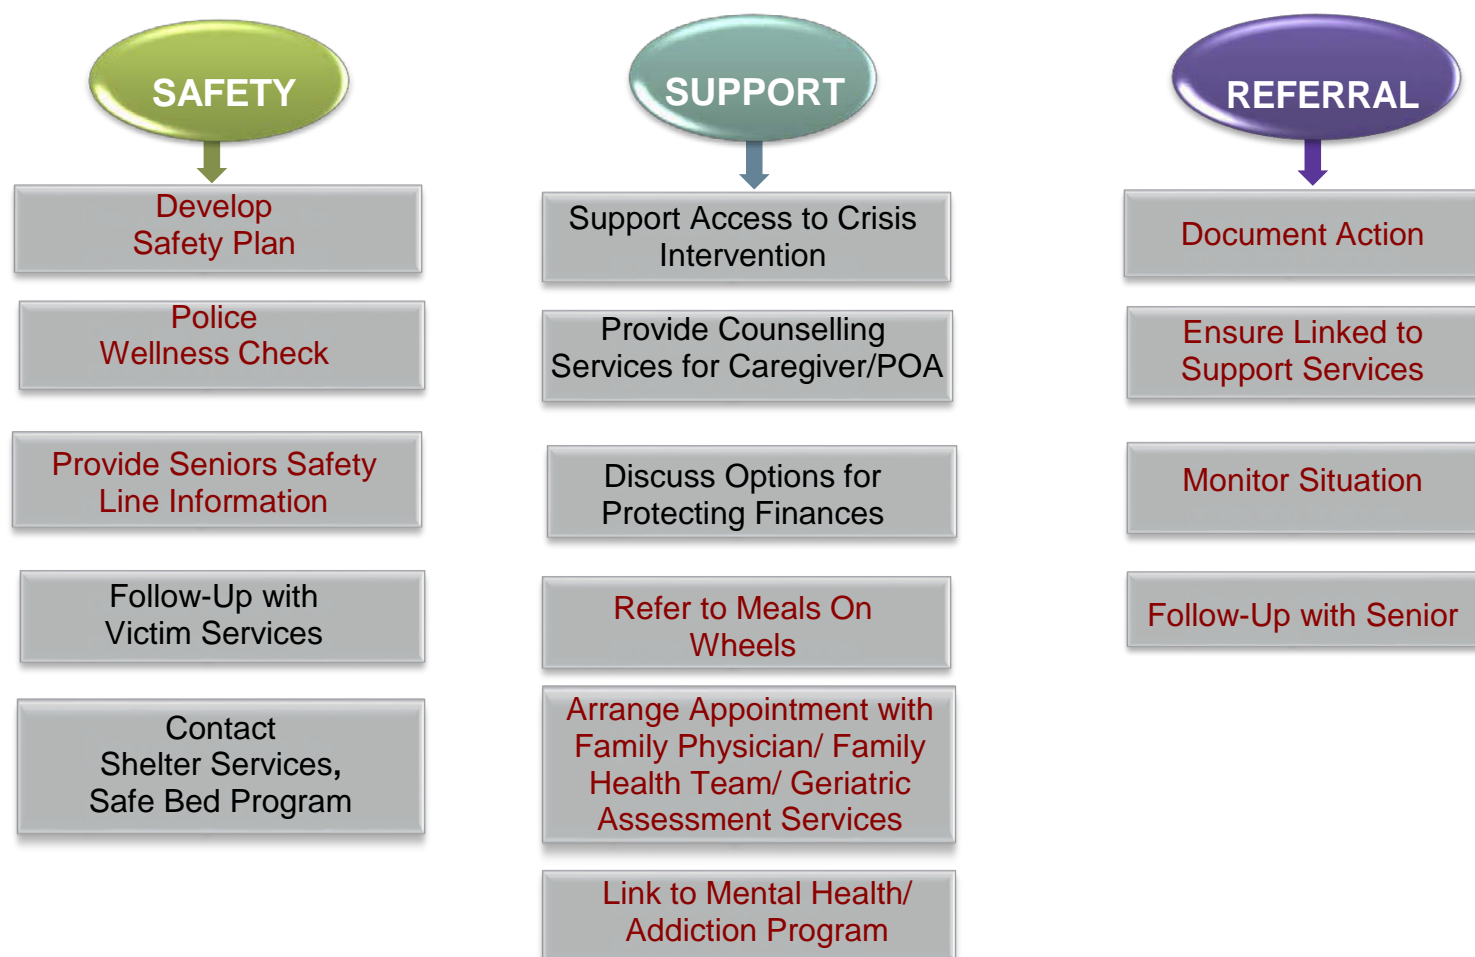 SAFETY
Develop
Safety Plan
Police
Wellness Check
Provide Seniors Safety
Line Information
Follow-Up with
Victim Services
Contact
Shelter Services,
Safe Bed Program
SUPPORT
Support Access to Crisis
Intervention
Provide Counselling
Services for Caregiver/POA
Discuss Options for
Protecting Finances
Refer to Meals On
Wheels
Arrange Appointment with
Family Physician/ Family
Health Team/ Geriatric
Assessment Services
Link to Mental Health/
Addiction Program
REFERRAL
Document Action
Ensure Linked to
Support Services
Monitor Situation
Follow-Up with Senior